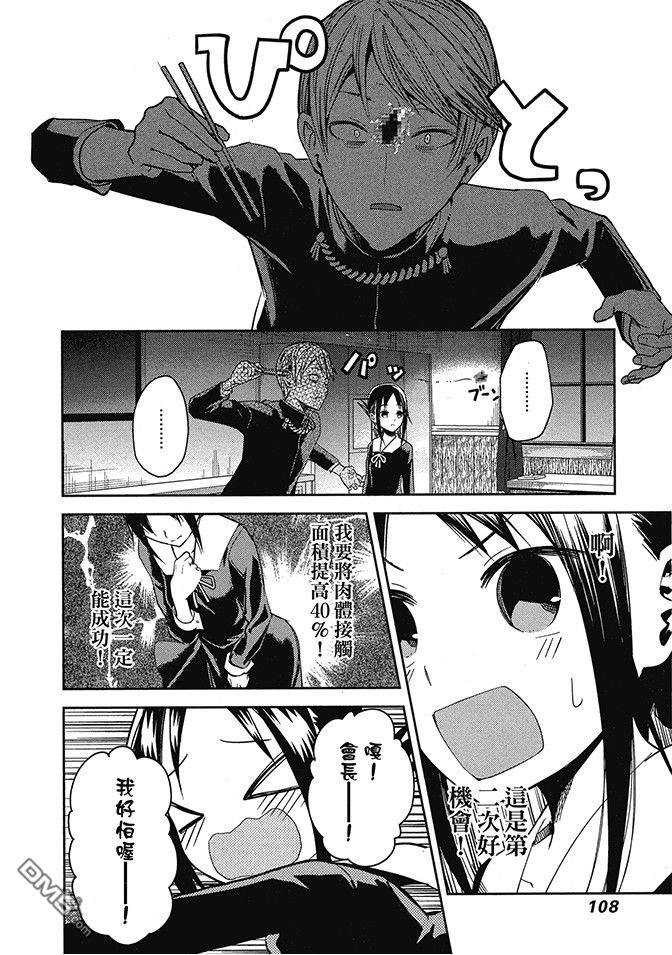 ぴ
とっ
ブーン
パッ
……
……
啊！
這是第
二次好
機會！
我要將肉體接觸
面積提高40%！
這次一定
能成功！
嘎！
會長——！
我好怕喔——！
108